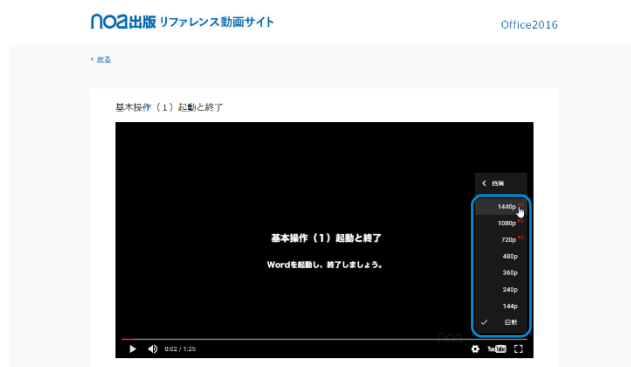 noa出版 リファレンス動画サイト
Office2016
< 戻る
基本操作（1）起動と終了
< 画質
1440p
1080p
720p
基本操作（1）起動と終了
480p
Wordを起動し、終了しましょう。
360p
240p
144p
✓ 自動
noa
0:02 / 1:25
YouTube